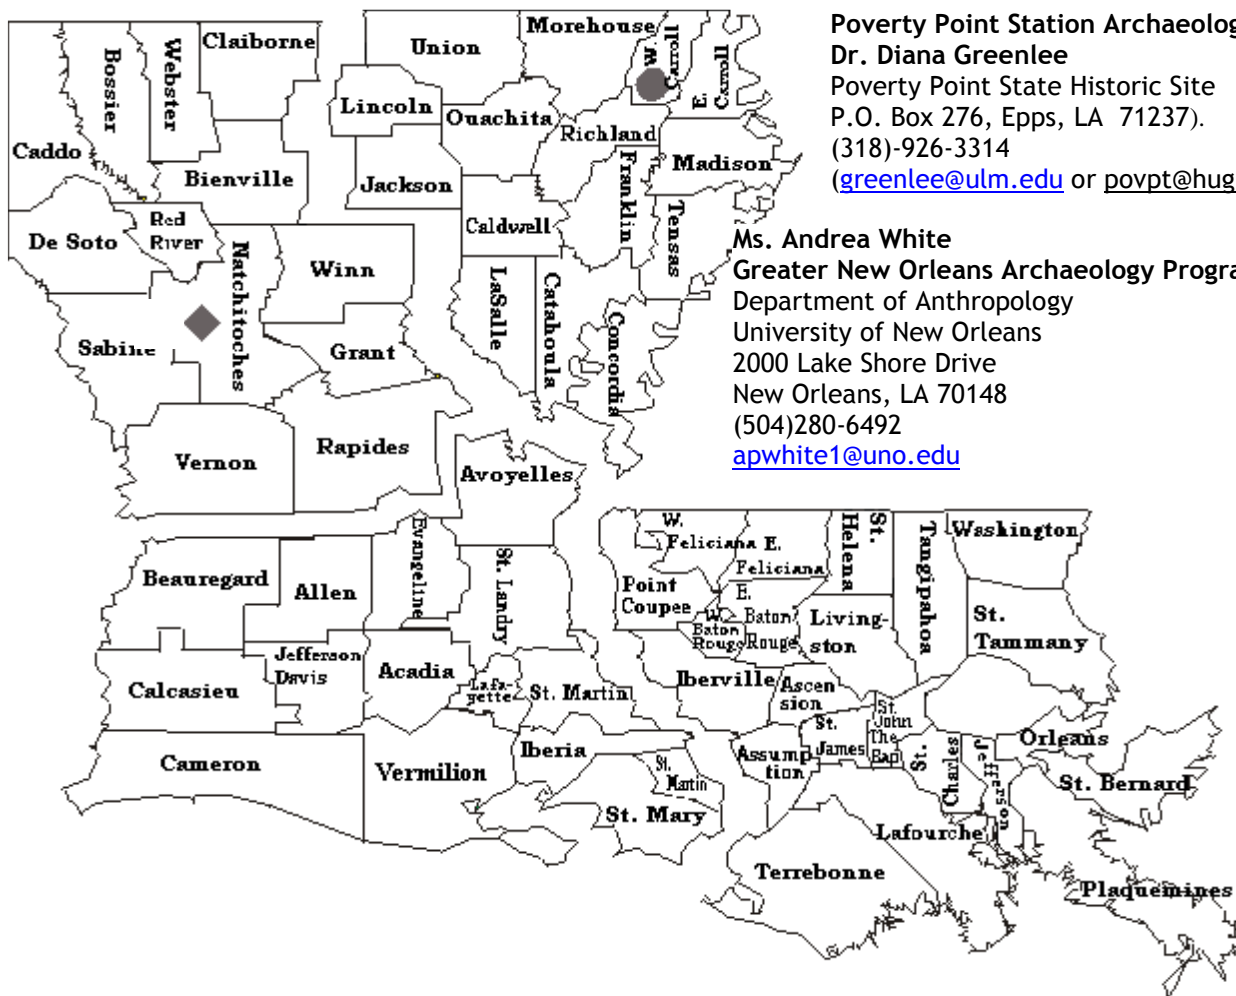 Poverty Point Station Archaeolog
Dr. Diana Greenlee
Poverty Point State Historic Site
P.O. Box 276, Epps, LA  71237).
(318)-926-3314
(greenlee@ulm.edu or povpt@hug
Ms. Andrea White
Greater New Orleans Archaeology Progra
Department of Anthropology
University of New Orleans
2000 Lake Shore Drive
New Orleans, LA 70148
(504)280-6492
apwhite1@uno.edu
Caddo
Bossier
Webster
Claiborne
Union
Morehouse
W Carroll
E. Carroll
Lincoln
Ouachita
Richland
Madison
Bienville
Jackson
Franklin
Tensas
De Soto
Red
River
Natchitoches
Winn
Caldwell
LaSalle
Catahoula
Concordia
Sabine
Grant
Vernon
Rapides
Avoyelles
Beauregard
Allen
Evangeline
St. Landry
W.
Feliciana
E.
Feliciana
St.
Helena
Tangipahoa
Washington
Point
Coupee
W.
Baton
Rouge
E.
Baton
Rouge
Living-
ston
St.
Tammany
Calcasieu
Jefferson
Davis
Acadia
Lafa-
yette
St. Martin
Iberville
Ascen
sion
Cameron
Vermilion
Iberia
St.
Martin
St. Mary
Assump
tion
St.
James
St
John
The
Bap
St.
Charles
Jefferson
Orleans
St. Bernard
Lafourche
Terrebonne
Plaquemines